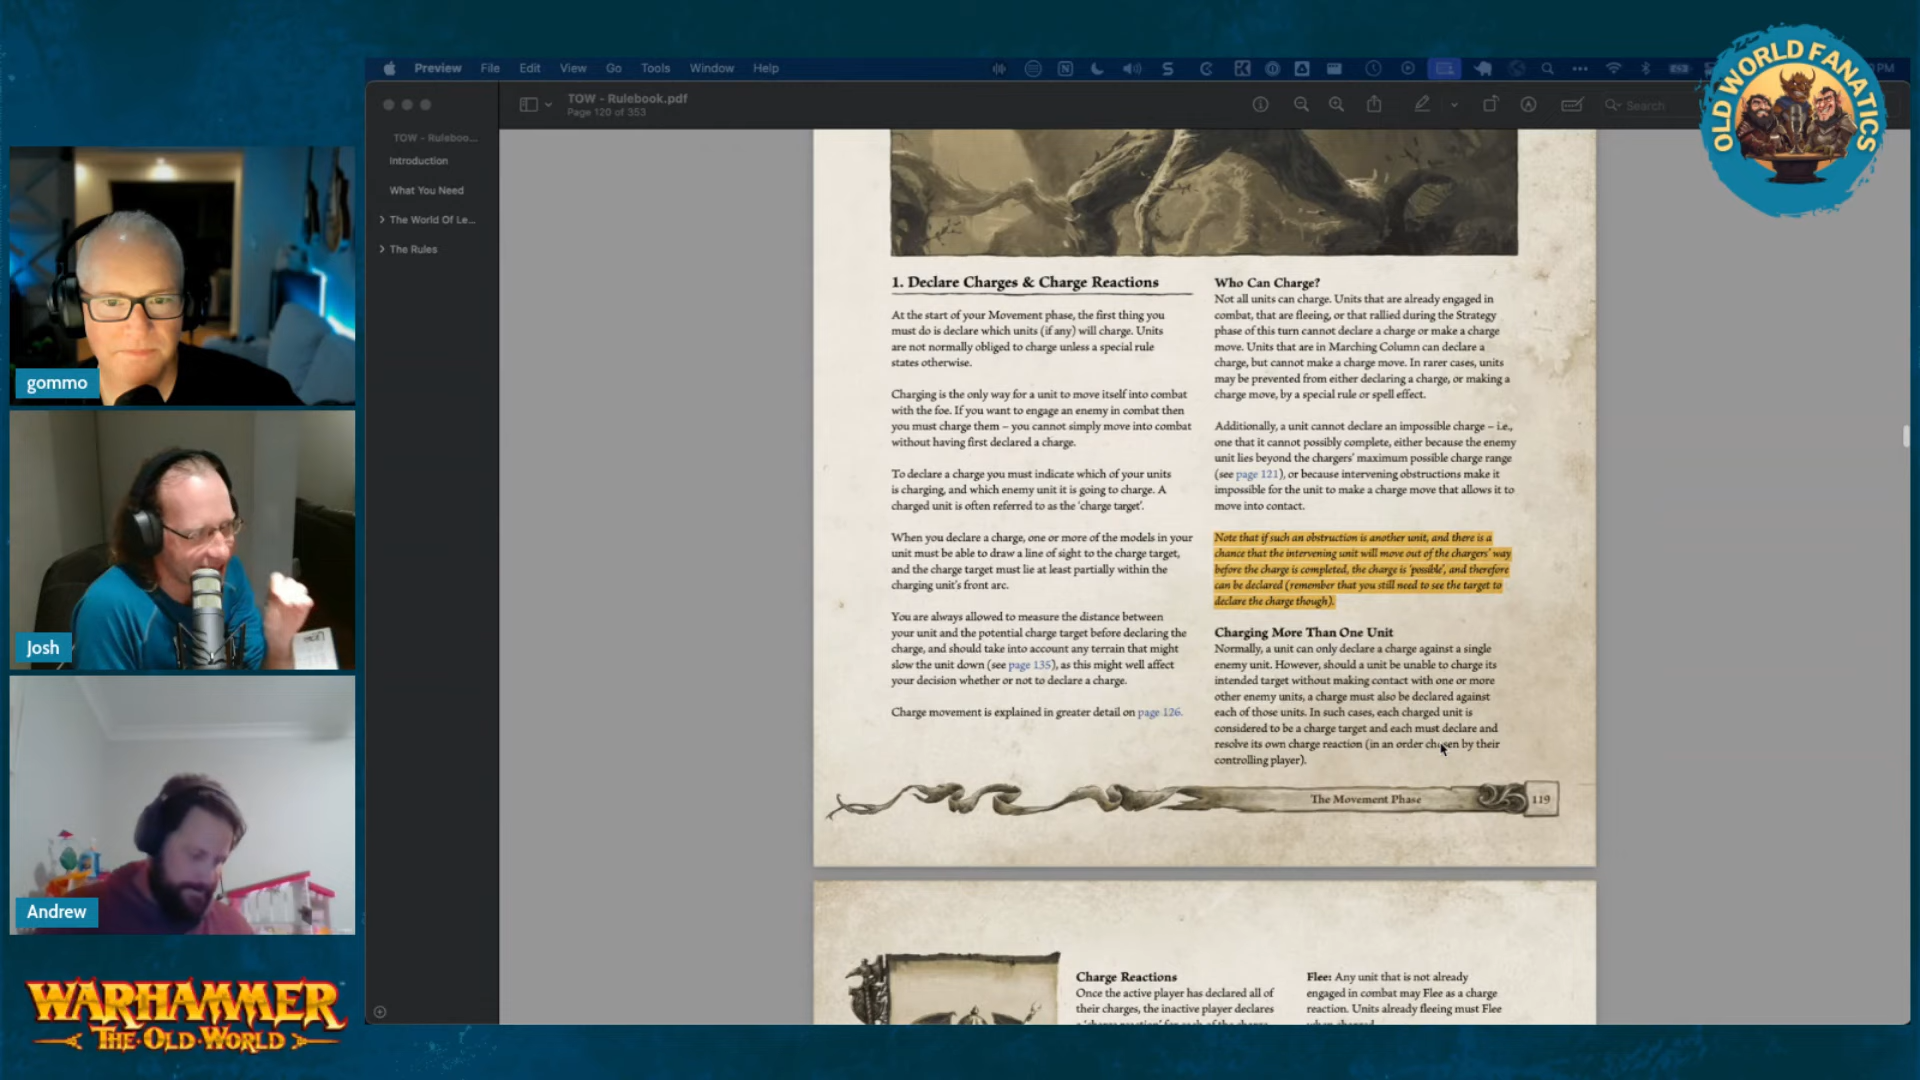 Preview File Edit View Go Tools Window Help
PM
OLD WORLD FANATICS
TOW - Rulebook.pdf
Page 120 of 353
Search
TOW - Ruleboo...
Introduction
What You Need
The World Of Le...
The Rules
gommo
Josh
Andrew
WARHAMMER
THE·OLD·WORLD
1. Declare Charges & Charge Reactions
At the start of your Movement phase, the first thing you
must do is declare which units (if any) will charge. Units
are not normally obliged to charge unless a special rule
states otherwise.
Charging is the only way for a unit to move itself into combat
with the foe. If you want to engage an enemy in combat then
you must charge them – you cannot simply move into combat
without having first declared a charge.
To declare a charge you must indicate which of your units
is charging, and which enemy unit it is going to charge. A
charged unit is often referred to as the 'charge target'.
When you declare a charge, one or more of the models in your
unit must be able to draw a line of sight to the charge target,
and the charge target must lie at least partially within the
charging unit's front arc.
You are always allowed to measure the distance between
your unit and the potential charge target before declaring the
charge, and should take into account any terrain that might
slow the unit down (see page 135), as this might well affect
your decision whether or not to declare a charge.
Charge movement is explained in greater detail on page 126.
Who Can Charge?
Not all units can charge. Units that are already engaged in
combat, that are fleeing, or that rallied during the Strategy
phase of this turn cannot declare a charge or make a charge
move. Units that are in Marching Column can declare a
charge, but cannot make a charge move. In rarer cases, units
may be prevented from either declaring a charge, or making a
charge move, by a special rule or spell effect.
Additionally, a unit cannot declare an impossible charge – i.e.,
one that it cannot possibly complete, either because the enemy
unit lies beyond the chargers' maximum possible charge range
(see page 121), or because intervening obstructions make it
impossible for the unit to make a charge move that allows it to
move into contact.
Note that if such an obstruction is another unit, and there is a
chance that the intervening unit will move out of the chargers' way
before the charge is completed, the charge is 'possible', and therefore
can be declared (remember that you still need to see the target to
declare the charge though).
Charging More Than One Unit
Normally, a unit can only declare a charge against a single
enemy unit. However, should a unit be unable to charge its
intended target without making contact with one or more
other enemy units, a charge must also be declared against
each of those units. In such cases, each charged unit is
considered to be a charge target and each must declare and
resolve its own charge reaction (in an order chosen by their
controlling player).
The Movement Phase
119
Charge Reactions
Once the active player has declared all of
their charges, the inactive player declares
Flee: Any unit that is not already
engaged in combat may Flee as a charge
reaction. Units already fleeing must Flee